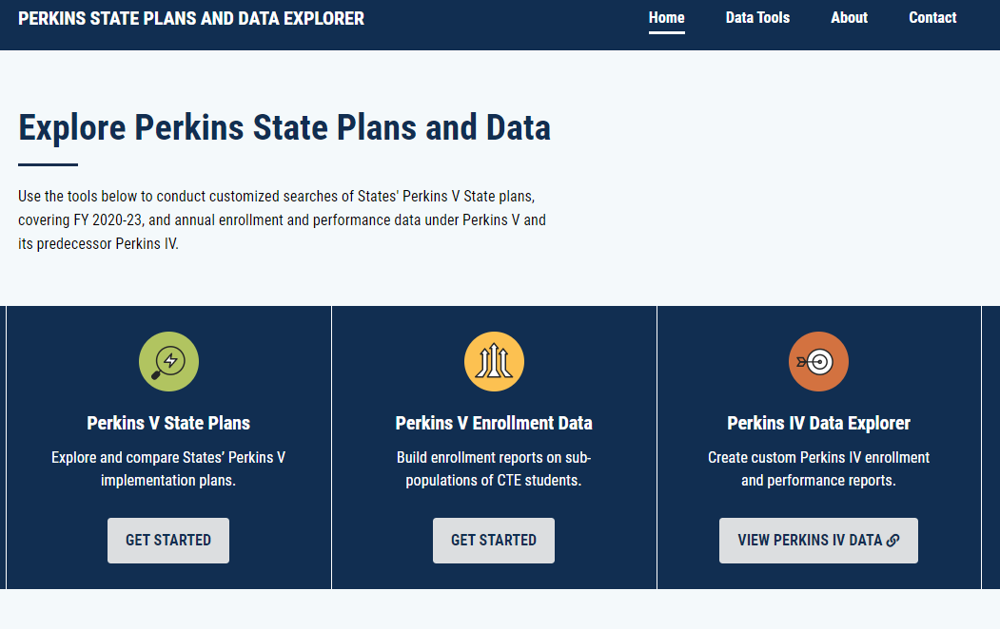 PERKINS STATE PLANS AND DATA EXPLORER
Home
Data Tools
About
Contact
Explore Perkins State Plans and Data
Use the tools below to conduct customized searches of States' Perkins V State plans,
covering FY 2020-23, and annual enrollment and performance data under Perkins V and
its predecessor Perkins IV.
Perkins V State Plans
Explore and compare States’ Perkins V
implementation plans.
GET STARTED
Perkins V Enrollment Data
Build enrollment reports on sub-
populations of CTE students.
GET STARTED
Perkins IV Data Explorer
Create custom Perkins IV enrollment
and performance reports.
VIEW PERKINS IV DATA